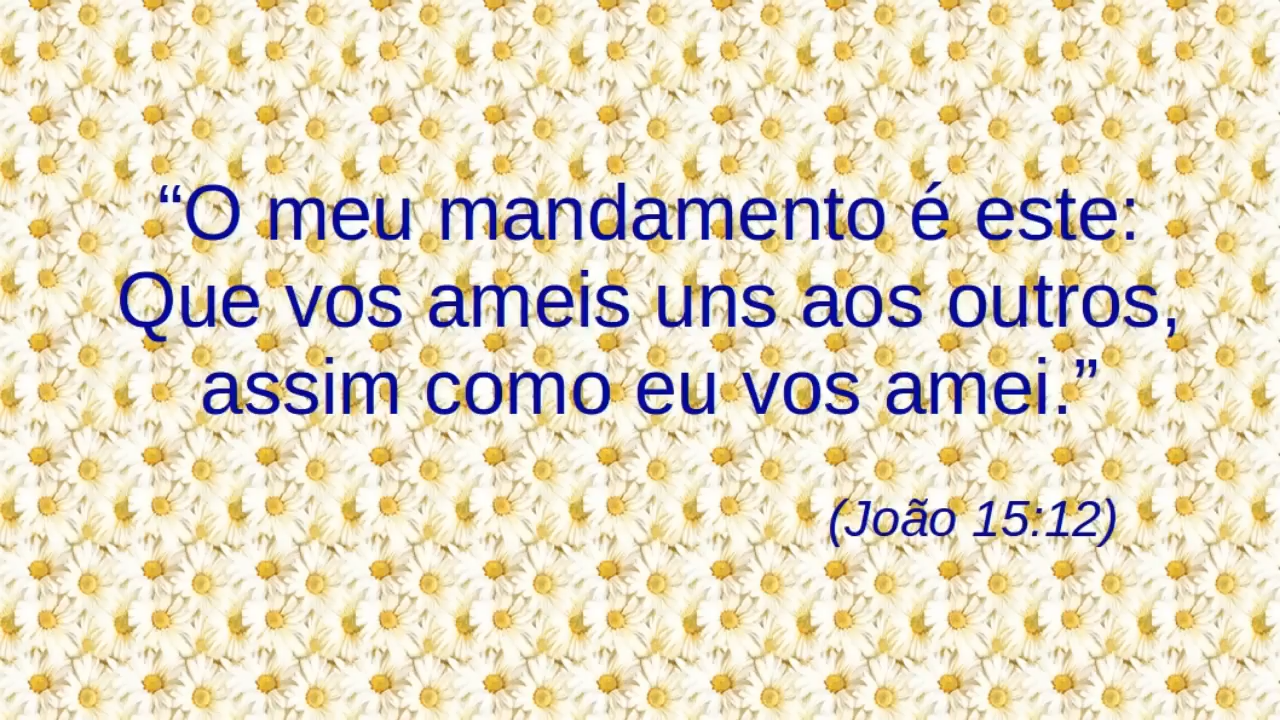 “O meu mandamento é este:
Que vos ameis uns aos outros,
assim como eu vos amei.”
(João 15:12)